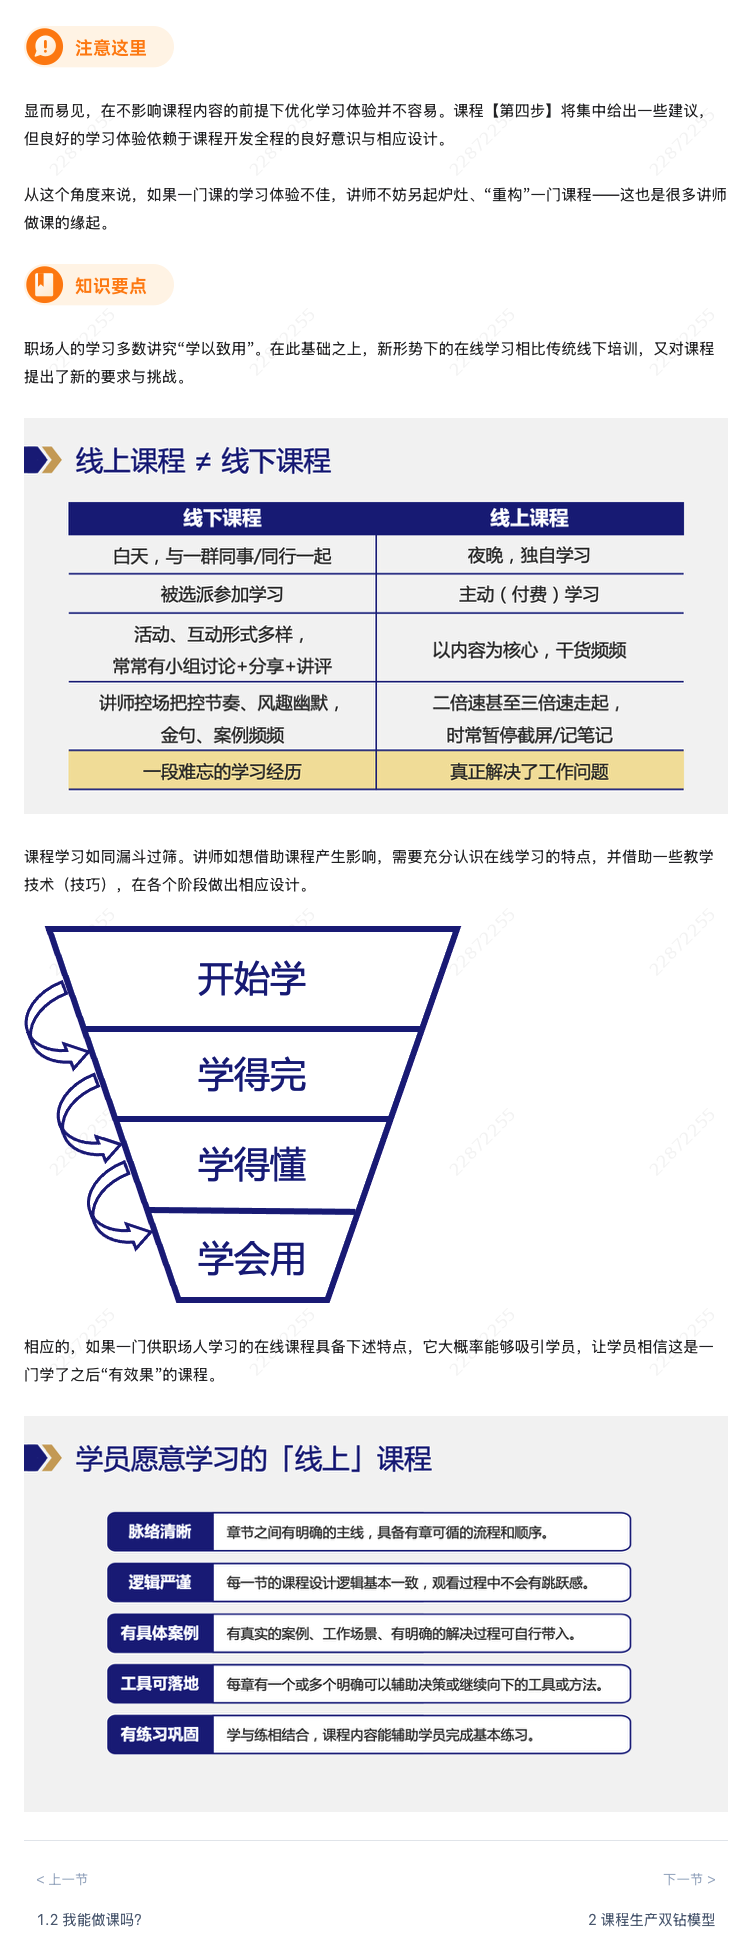 注意这里
显而易见，在不影响课程内容的前提下优化学习体验并不容易。课程【第四步】将集中给出一些建议，
但良好的学习体验依赖于课程开发全程的良好意识与相应设计。
从这个角度来说，如果一门课的学习体验不佳，讲师不妨另起炉灶、“重构”一门课程——这也是很多讲师
做课的缘起。
知识要点
职场人的学习多数讲究“学以致用”。在此基础之上，新形势下的在线学习相比传统线下培训，又对课程
提出了新的要求与挑战。
线上课程 ≠ 线下课程
线下课程 线上课程
白天，与一群同事/同行一起 夜晚，独自学习
被选派参加学习 主动（付费）学习
活动、互动形式多样，
常常有小组讨论+分享+讲评
以内容为核心，干货频频
讲师控场把控节奏、风趣幽默，
金句、案例频频
二倍速甚至三倍速走起，
时常暂停截屏/记笔记
一段难忘的学习经历 真正解决了工作问题
课程学习如同漏斗过筛。讲师如想借助课程产生影响，需要充分认识在线学习的特点，并借助一些教学
技术（技巧），在各个阶段做出相应设计。
开始学
学得完
学得懂
学会用
相应的，如果一门供职场人学习的在线课程具备下述特点，它大概率能够吸引学员，让学员相信这是一
门学了之后“有效果”的课程。
学员愿意学习的「线上」课程
脉络清晰 章节之间有明确的主线，具备有章可循的流程和顺序。
逻辑严谨 每一节的课程设计逻辑基本一致，观看过程中不会有跳跃感。
有具体案例 有真实的案例、工作场景、有明确的解决过程可自行带入。
工具可落地 每章有一个或多个明确可以辅助决策或继续向下的工具或方法。
有练习巩固 学与练相结合，课程内容能辅助学员完成基本练习。
< 上一节 下一节 >
1.2 我能做课吗? 2 课程生产双钻模型
22872255